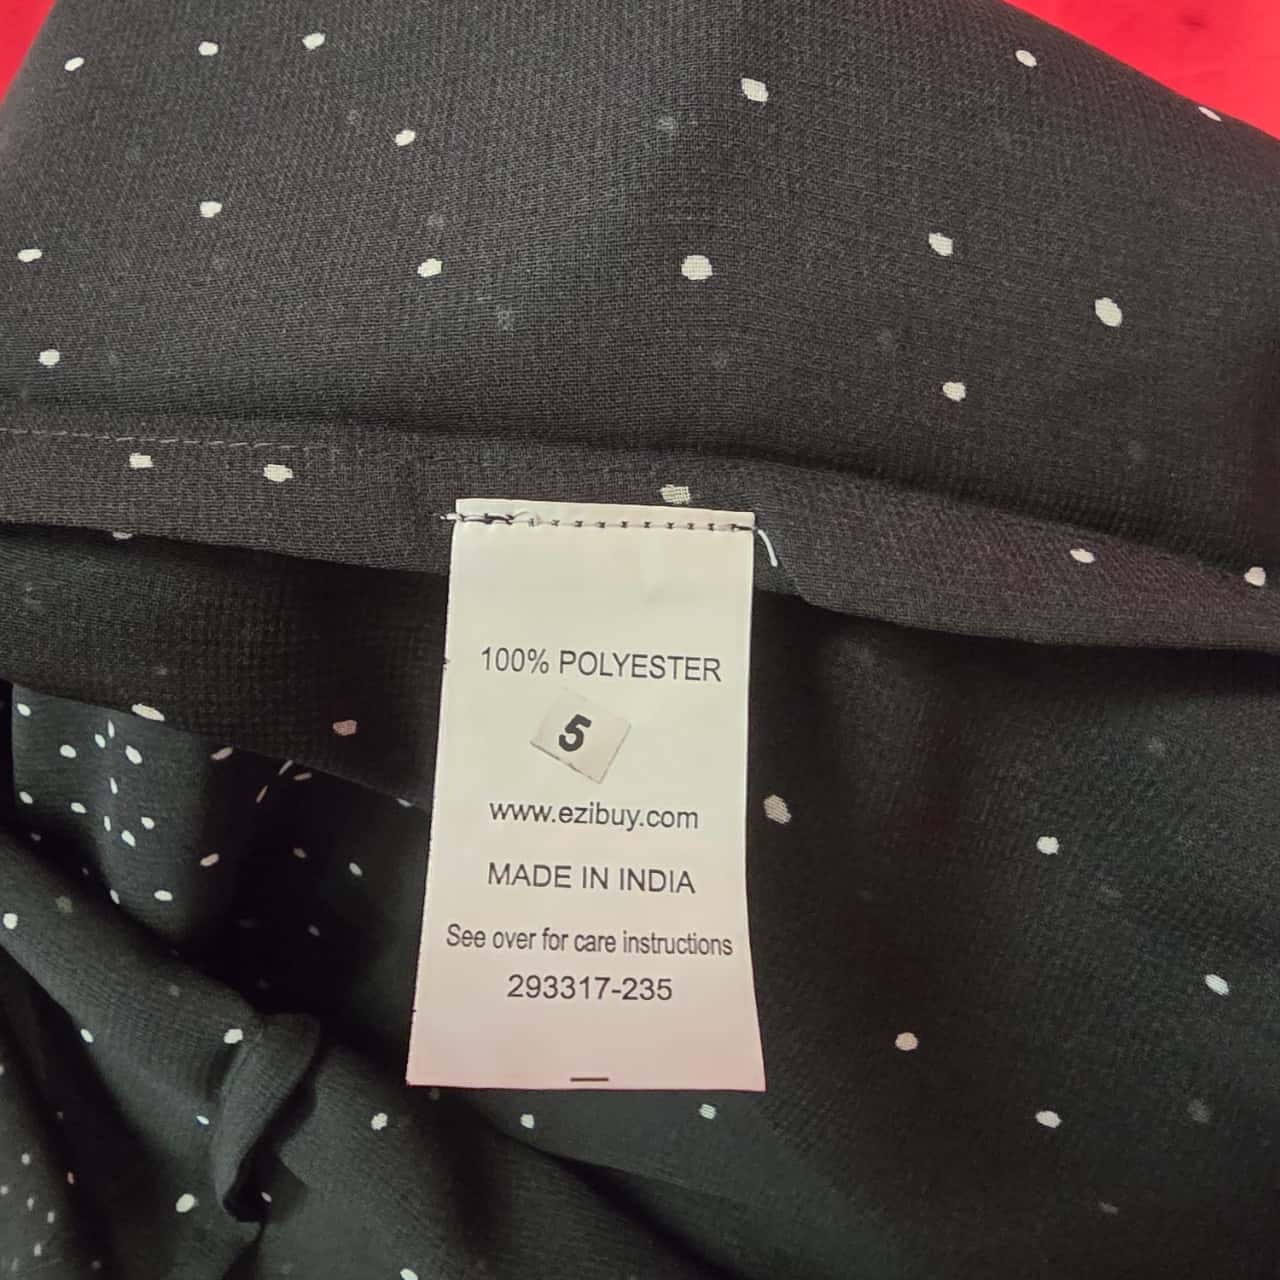 100% POLYESTER
5
www.ezibuy.com
MADE IN INDIA
See over for care instructions
293317-235